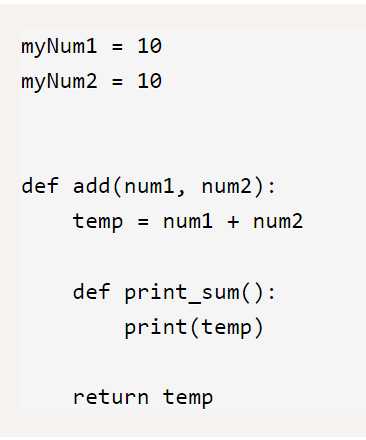 myNum1 = 10
myNum2 = 10
def add(num1, num2):
    temp = num1 + num2
    def print_sum():
        print(temp)
    return temp